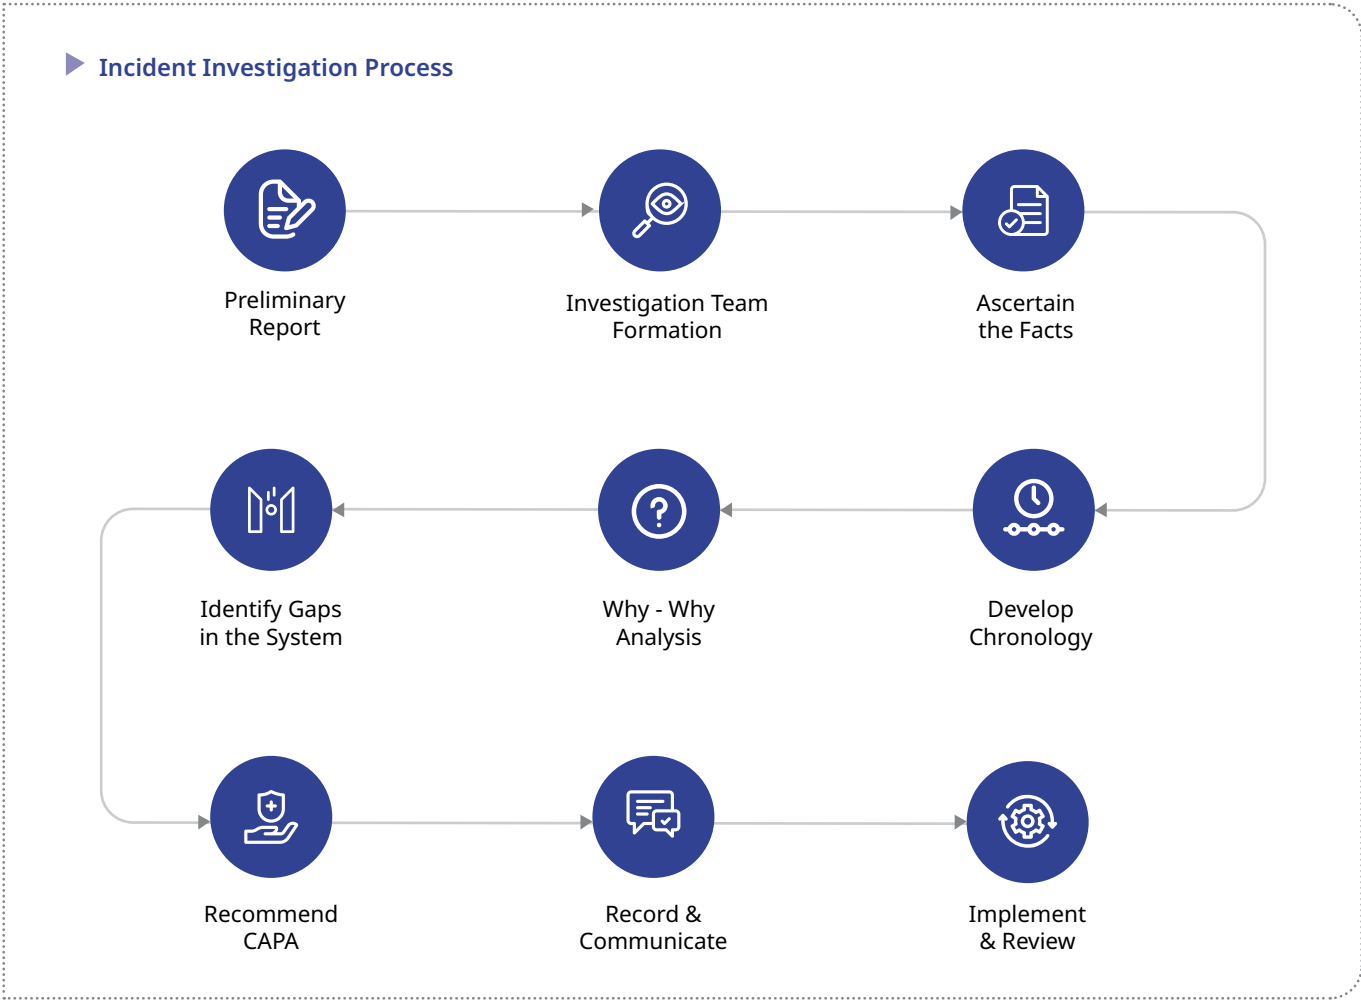 Incident Investigation Process
Preliminary
Report
Investigation Team
Formation
Ascertain
the Facts
Identify Gaps
in the System
Why - Why
Analysis
Develop
Chronology
Recommend
CAPA
Record &
Communicate
Implement
& Review